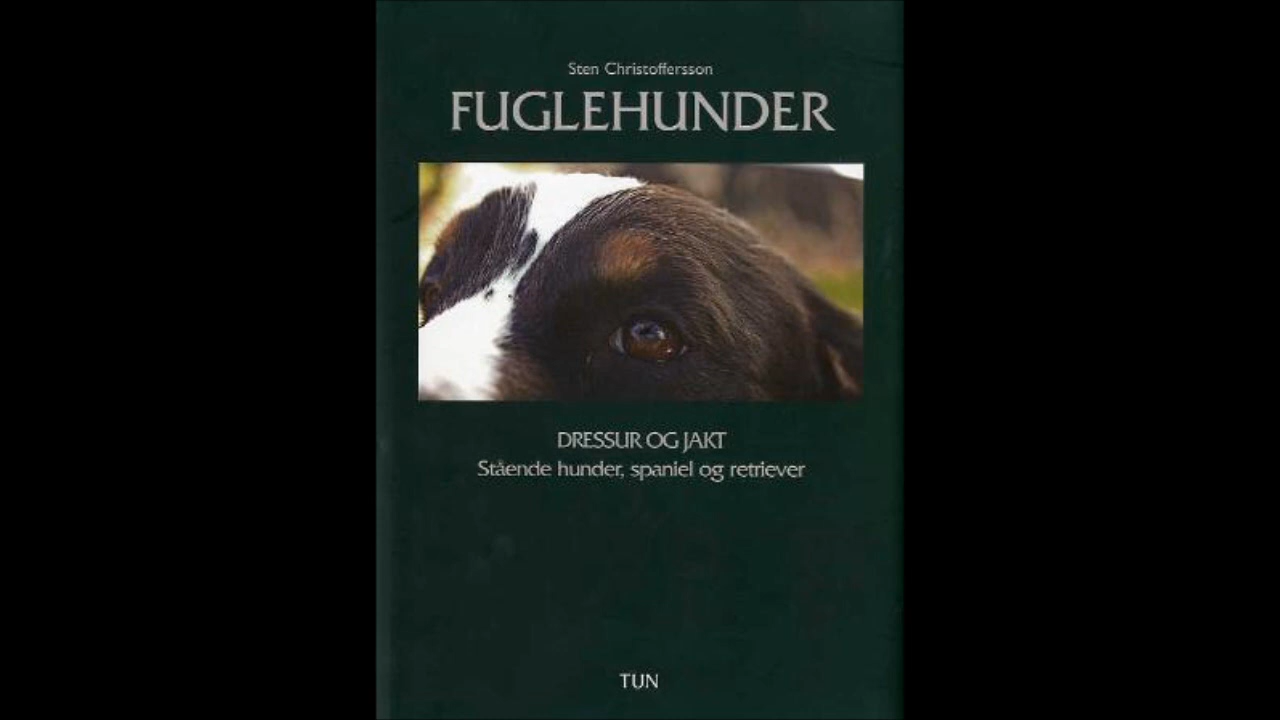 Sten Christoffersson
FUGLEHUNDER
DRESSUR OG JAKT
Stående hunder, spaniel og retriever
TUN